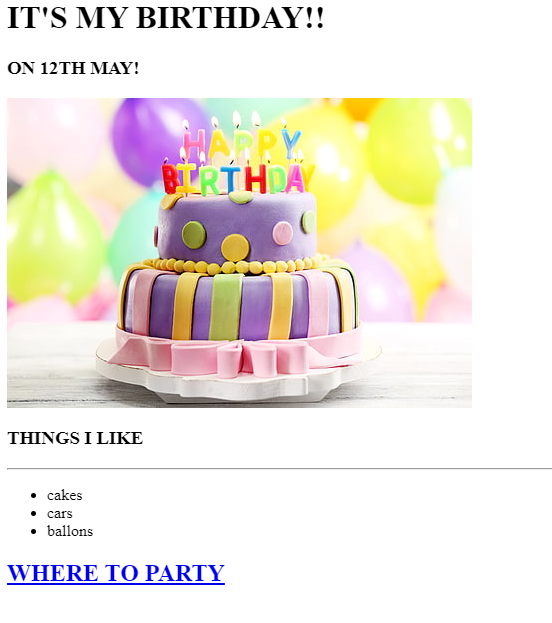 IT'S MY BIRTHDAY!!
ON 12TH MAY!
HAPPY
BIRTHDAY
THINGS I LIKE
cakes
cars
ballons
WHERE TO PARTY